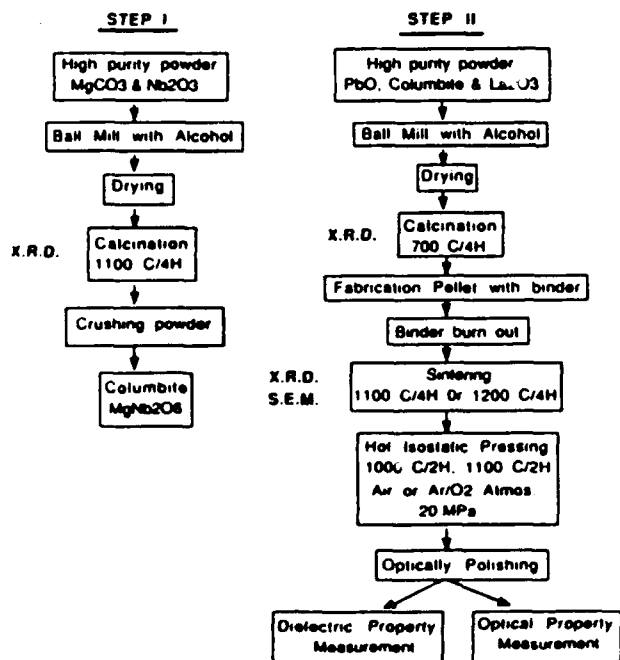 STEP I
High purity powder
MgCO3 & Nb2O3
Ball Mill with Alcohol
Drying
X.R.D.
Calcination
1100 C/4H
Crushing powder
Columbite
MgNb2O6
STEP II
High purity powder
PbO, Columbite & La2O3
Ball Mill with Alcohol
Drying
X.R.D.
Calcination
700 C/4H
Fabrication Pellet with binder
Binder burn out
X.R.D.
S.E.M.
Sintering
1100 C/4H Or 1200 C/4H
Hot Isostatic Pressing
1000 C/2H, 1100 C/2H
Air or Ar/O2 Atmos.
20 MPa
Optically Polishing
Dielectric Property
Measurement
Optical Property
Measurement